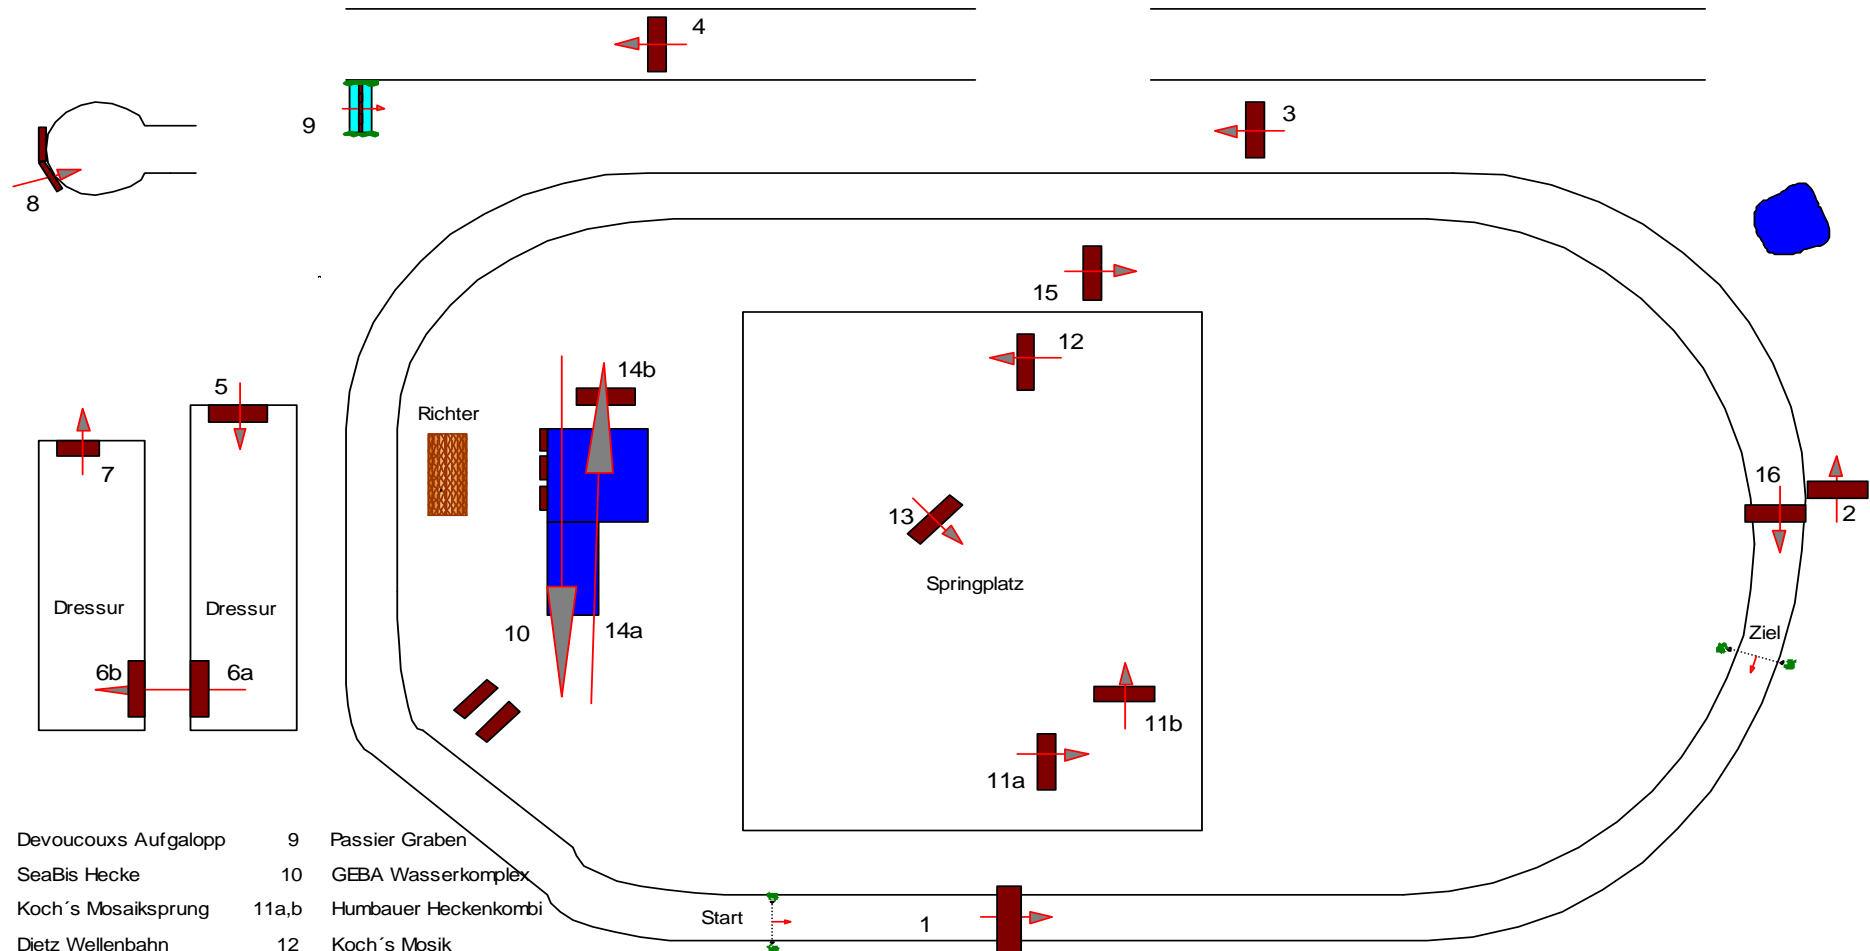 4
3
9
8
15
12
14b
5
Richter
7
16
2
13
Springplatz
Dressur
Dressur
10
14a
Ziel
6b
6a
11b
11a
Devoucouxs Aufgalopp 9 Passier Graben
SeaBis Hecke 10 GEBA Wasserkomplex
Koch´s Mosaiksprung 11a,b Humbauer Heckenkombi
Start
1
Dietz Wellenbahn 12 Koch´s Mosik